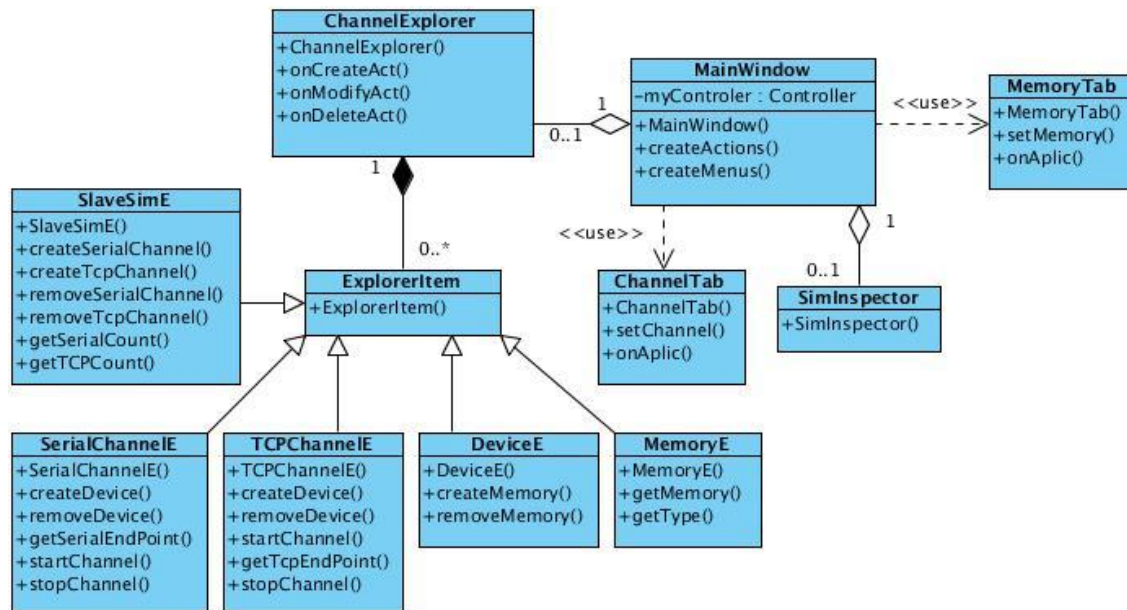 ChannelExplorer
+ChannelExplorer()
+onCreateAct()
+onModifyAct()
+onDeleteAct()
1
0..1
1
0..*
MainWindow
-myControler : Controller
+MainWindow()
+createActions()
+createMenus()
<<use>>
MemoryTab
+MemoryTab()
+setMemory()
+onAplic()
<<use>>
1
0..1
SlaveSimE
+SlaveSimE()
+createSerialChannel()
+createTcpChannel()
+removeSerialChannel()
+removeTcpChannel()
+getSerialCount()
+getTCPCount()
ExplorerItem
+ExplorerItem()
ChannelTab
+ChannelTab()
+setChannel()
+onAplic()
SimInspector
+SimInspector()
SerialChannelE
+SerialChannelE()
+createDevice()
+removeDevice()
+getSerialEndPoint()
+startChannel()
+stopChannel()
TCPChannelE
+TCPChannelE()
+createDevice()
+removeDevice()
+startChannel()
+getTcpEndPoint()
+stopChannel()
DeviceE
+DeviceE()
+createMemory()
+removeMemory()
MemoryE
+MemoryE()
+getMemory()
+getType()